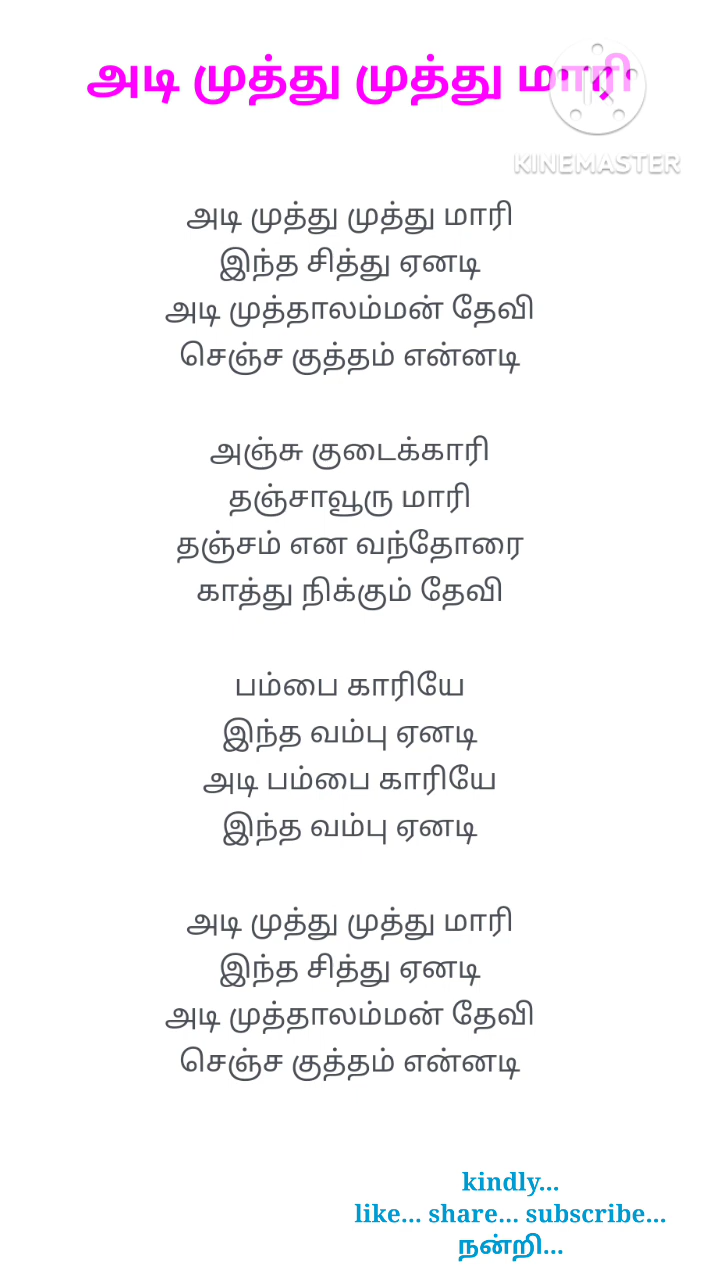 அடி முத்து முத்து மாரி
KINEMASTER
அடி முத்து முத்து மாரி
இந்த சித்து ஏனடி
அடி முத்தாலம்மன் தேவி
செஞ்ச குத்தம் என்னடி
அஞ்சு குடைக்காரி
தஞ்சாவூரு மாரி
தஞ்சம் என வந்தோரை
காத்து நிக்கும் தேவி
பம்பை காரியே
இந்த வம்பு ஏனடி
அடி பம்பை காரியே
இந்த வம்பு ஏனடி
அடி முத்து முத்து மாரி
இந்த சித்து ஏனடி
அடி முத்தாலம்மன் தேவி
செஞ்ச குத்தம் என்னடி
kindly...
like... share... subscribe...
நன்றி...